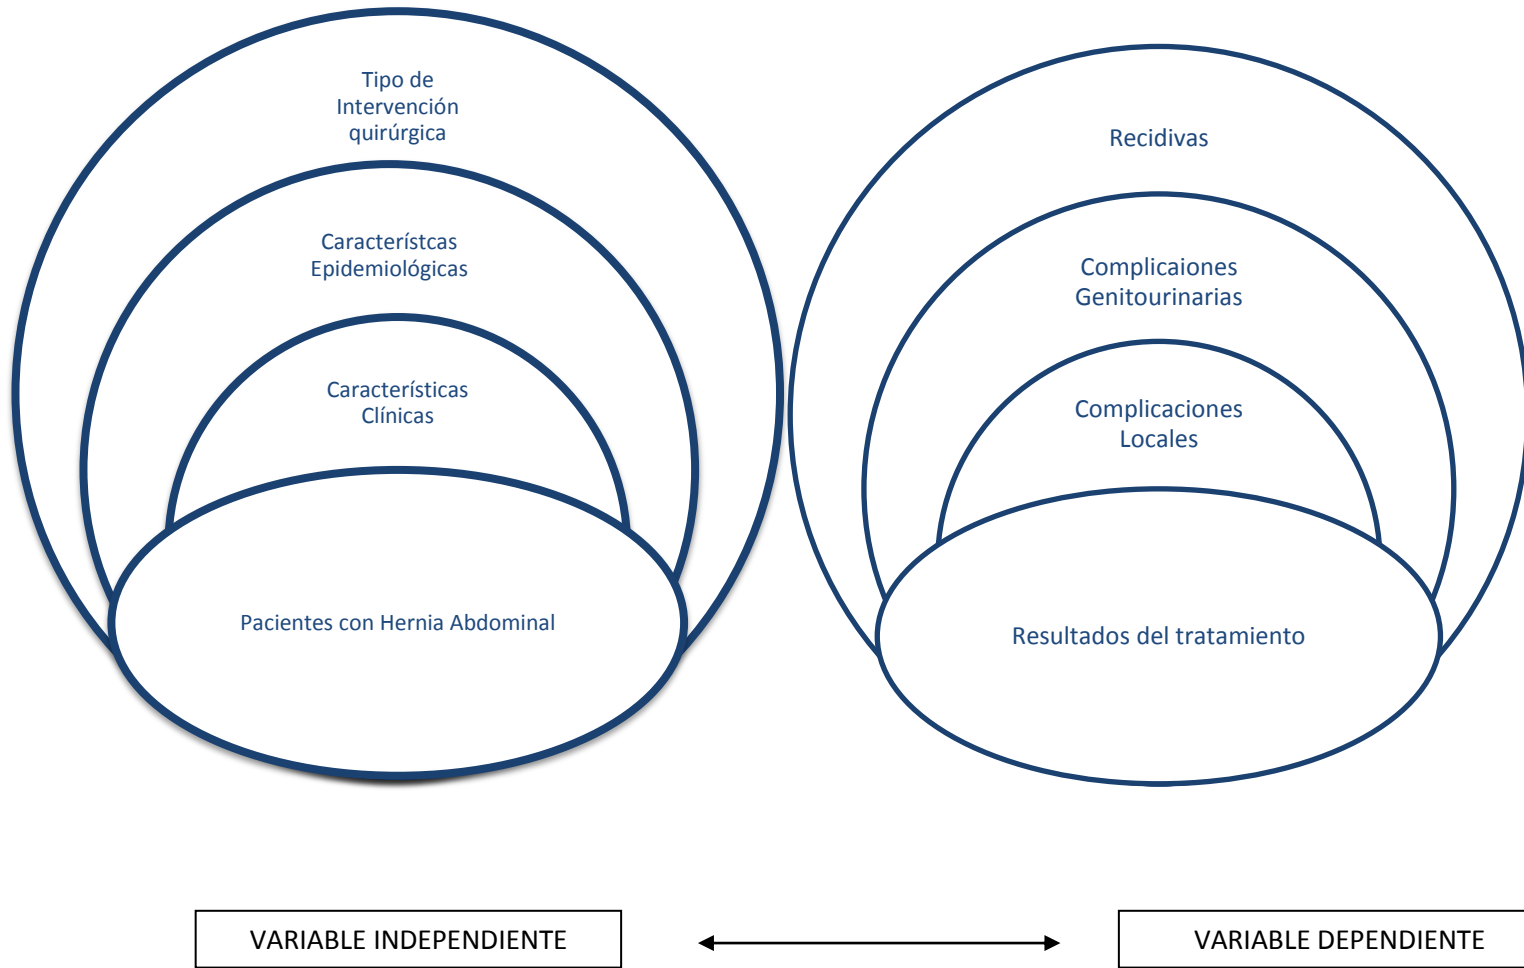 Tipo de
Intervención
quirúrgica
Característcas
Epidemiológicas
Características
Clínicas
Pacientes con Hernia Abdominal
Recidivas
Complicaiones
Genitourinarias
Complicaciones
Locales
Resultados del tratamiento
VARIABLE INDEPENDIENTE
VARIABLE DEPENDIENTE